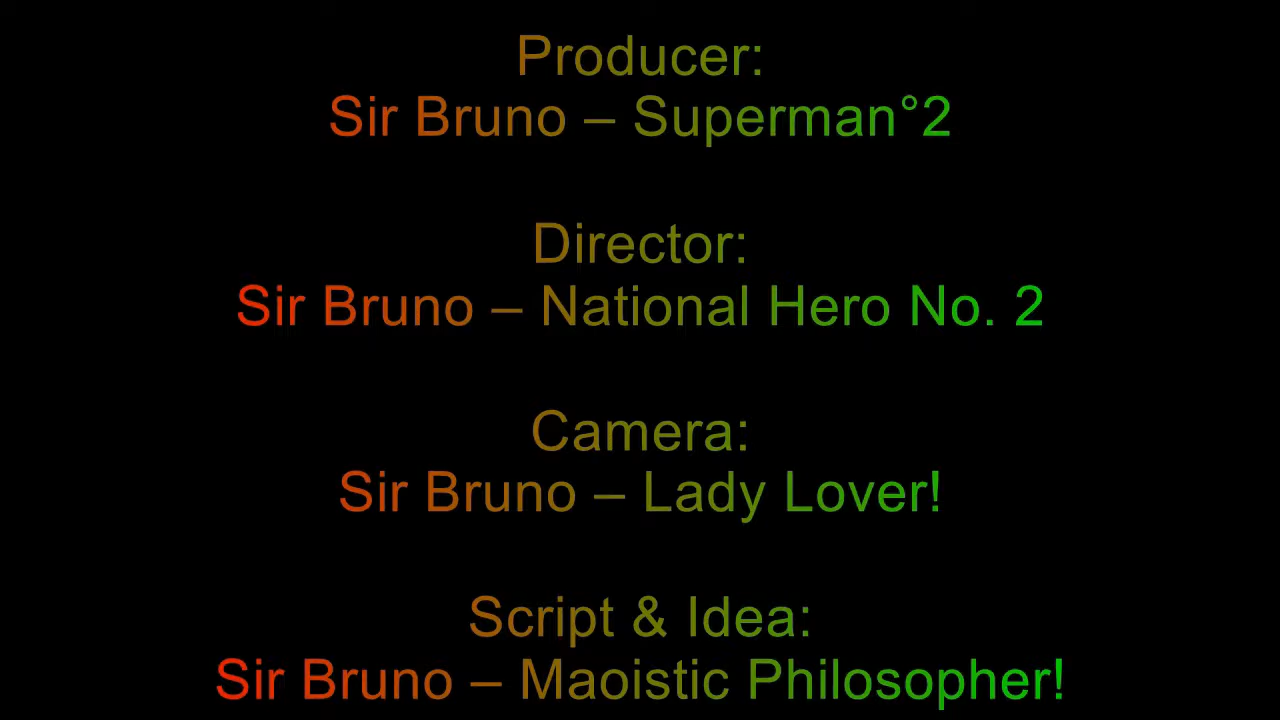 Producer:
Sir Bruno – Superman°2
Director:
Sir Bruno – National Hero No. 2
Camera:
Sir Bruno – Lady Lover!
Script & Idea:
Sir Bruno – Maoistic Philosopher!